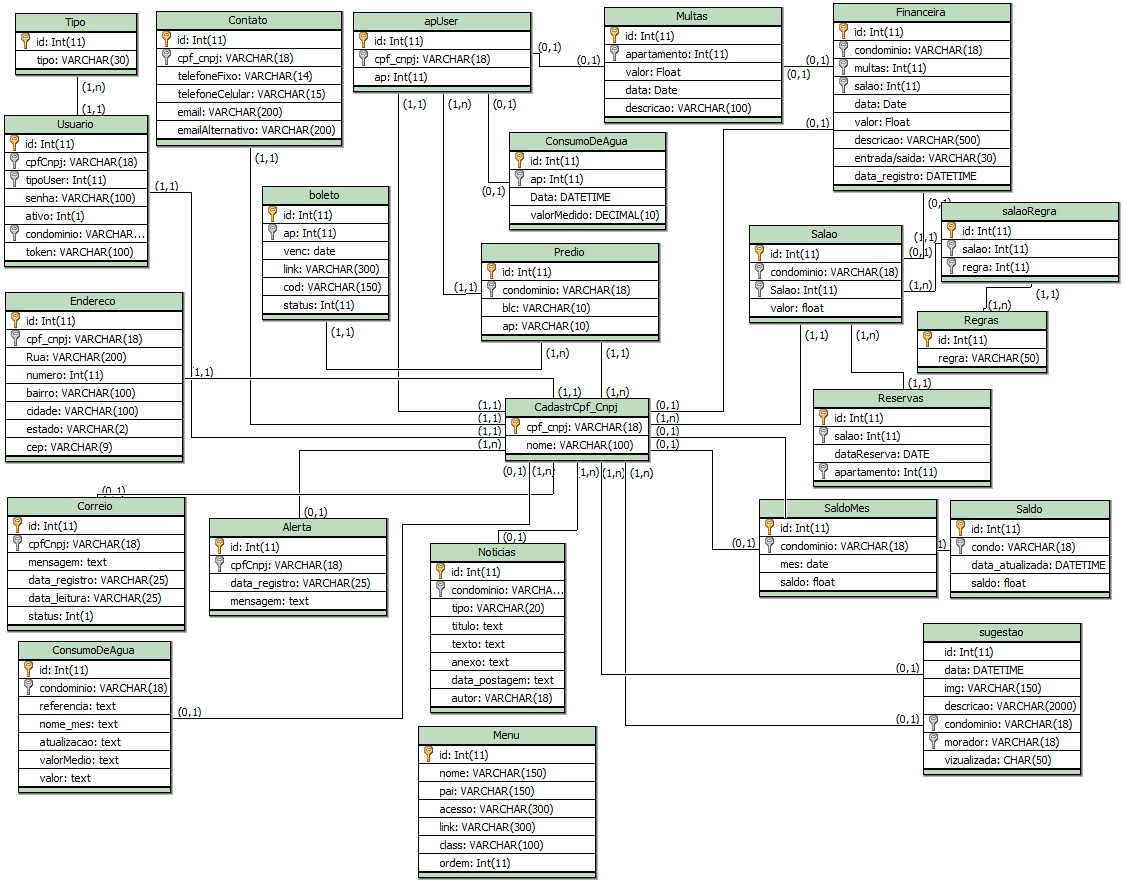 Tipo
id: Int(11)
tipo: VARCHAR(30)
(1,n)
(1,1)
Contato
id: Int(11)
cpf_cnpj: VARCHAR(18)
telefoneFixo: VARCHAR(14)
telefoneCelular: VARCHAR(15)
email: VARCHAR(200)
emailAlternativo: VARCHAR(200)
(1,1)
apUser
id: Int(11)
cpf_cnpj: VARCHAR(18)
ap: Int(11)
(0,1)
(0,1)
(1,1)
(1,n)
(0,1)
Multas
id: Int(11)
apartamento: Int(11)
valor: Float
data: Date
descricao: VARCHAR(100)
(0,1)
(0,1)
Financeira
id: Int(11)
condominio: VARCHAR(18)
multas: Int(11)
salao: Int(11)
data: Date
valor: Float
descricao: VARCHAR(500)
entrada/saida: VARCHAR(30)
data_registro: DATETIME
(0,1)
(0,1)
Usuario
id: Int(11)
cpfCnpj: VARCHAR(18)
tipoUser: Int(11)
senha: VARCHAR(100)
ativo: Int(1)
condominio: VARCHAR...
token: VARCHAR(100)
(1,1)
boleto
id: Int(11)
ap: Int(11)
venc: date
link: VARCHAR(300)
cod: VARCHAR(150)
status: Int(11)
(1,1)
ConsumoDeAgua
id: Int(11)
ap: Int(11)
Data: DATETIME
valorMedido: DECIMAL(10)
(0,1)
Predio
id: Int(11)
condominio: VARCHAR(18)
blc: VARCHAR(10)
ap: VARCHAR(10)
(1,1)
(1,n)
(1,1)
Salao
id: Int(11)
condominio: VARCHAR(18)
Salao: Int(11)
valor: float
(1,1)
(0,1)
(1,n)
(1,1)
(1,n)
salaoRegra
id: Int(11)
salao: Int(11)
regra: Int(11)
(1,n)
(1,1)
Regras
id: Int(11)
regra: VARCHAR(50)
Endereco
id: Int(11)
cpf_cnpj: VARCHAR(18)
Rua: VARCHAR(200)
numero: Int(11)
bairro: VARCHAR(100)
cidade: VARCHAR(100)
estado: VARCHAR(2)
cep: VARCHAR(9)
(1,1)
(1,1)
(1,n)
CadastrCpf_Cnpj
cpf_cnpj: VARCHAR(18)
nome: VARCHAR(100)
(1,1)
(1,1)
(1,1)
(1,n)
(0,1)
(1,n)
(0,1)
(0,1)
(0,1)
(1,n)
(1,n)
(1,n)
(1,n)
(1,1)
Reservas
id: Int(11)
salao: Int(11)
dataReserva: DATE
apartamento: Int(11)
(0,1)
Correio
id: Int(11)
cpfCnpj: VARCHAR(18)
mensagem: text
data_registro: VARCHAR(25)
data_leitura: VARCHAR(25)
status: Int(1)
(0,1)
Alerta
id: Int(11)
cpfCnpj: VARCHAR(18)
data_registro: VARCHAR(25)
mensagem: text
(0,1)
Noticias
id: Int(11)
condominio: VARCHA...
tipo: VARCHAR(20)
titulo: text
texto: text
anexo: text
data_postagem: text
autor: VARCHAR(18)
(0,1)
SaldoMes
id: Int(11)
condominio: VARCHAR(18)
mes: date
saldo: float
Saldo
id: Int(11)
condo: VARCHAR(18)
data_atualizada: DATETIME
saldo: float
ConsumoDeAgua
id: Int(11)
condominio: VARCHAR(18)
referencia: text
nome_mes: text
atualizacao: text
valorMedio: text
valor: text
(0,1)
Menu
id: Int(11)
nome: VARCHAR(150)
pai: VARCHAR(150)
acesso: VARCHAR(300)
link: VARCHAR(300)
class: VARCHAR(100)
ordem: Int(11)
(0,1)
(0,1)
sugestao
id: Int(11)
data: DATETIME
img: VARCHAR(150)
descricao: VARCHAR(2000)
condominio: VARCHAR(18)
morador: VARCHAR(18)
vizualizada: CHAR(50)